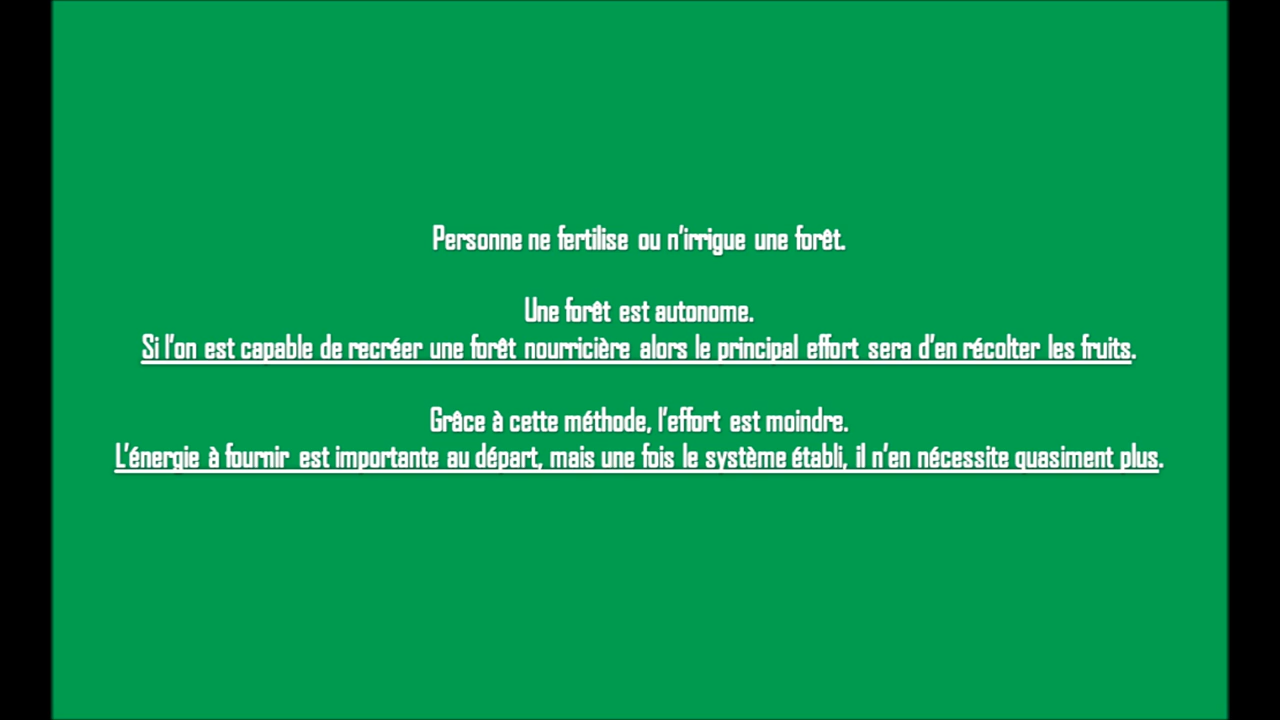 Personne ne fertilise ou n'irrigue une forêt.
Une forêt est autonome.
Si l'on est capable de recréer une forêt nourricière alors le principal effort sera d'en récolter les fruits.
Grâce à cette méthode, l'effort est moindre.
L'énergie à fournir est importante au départ, mais une fois le système établi, il n'en nécessite quasiment plus.